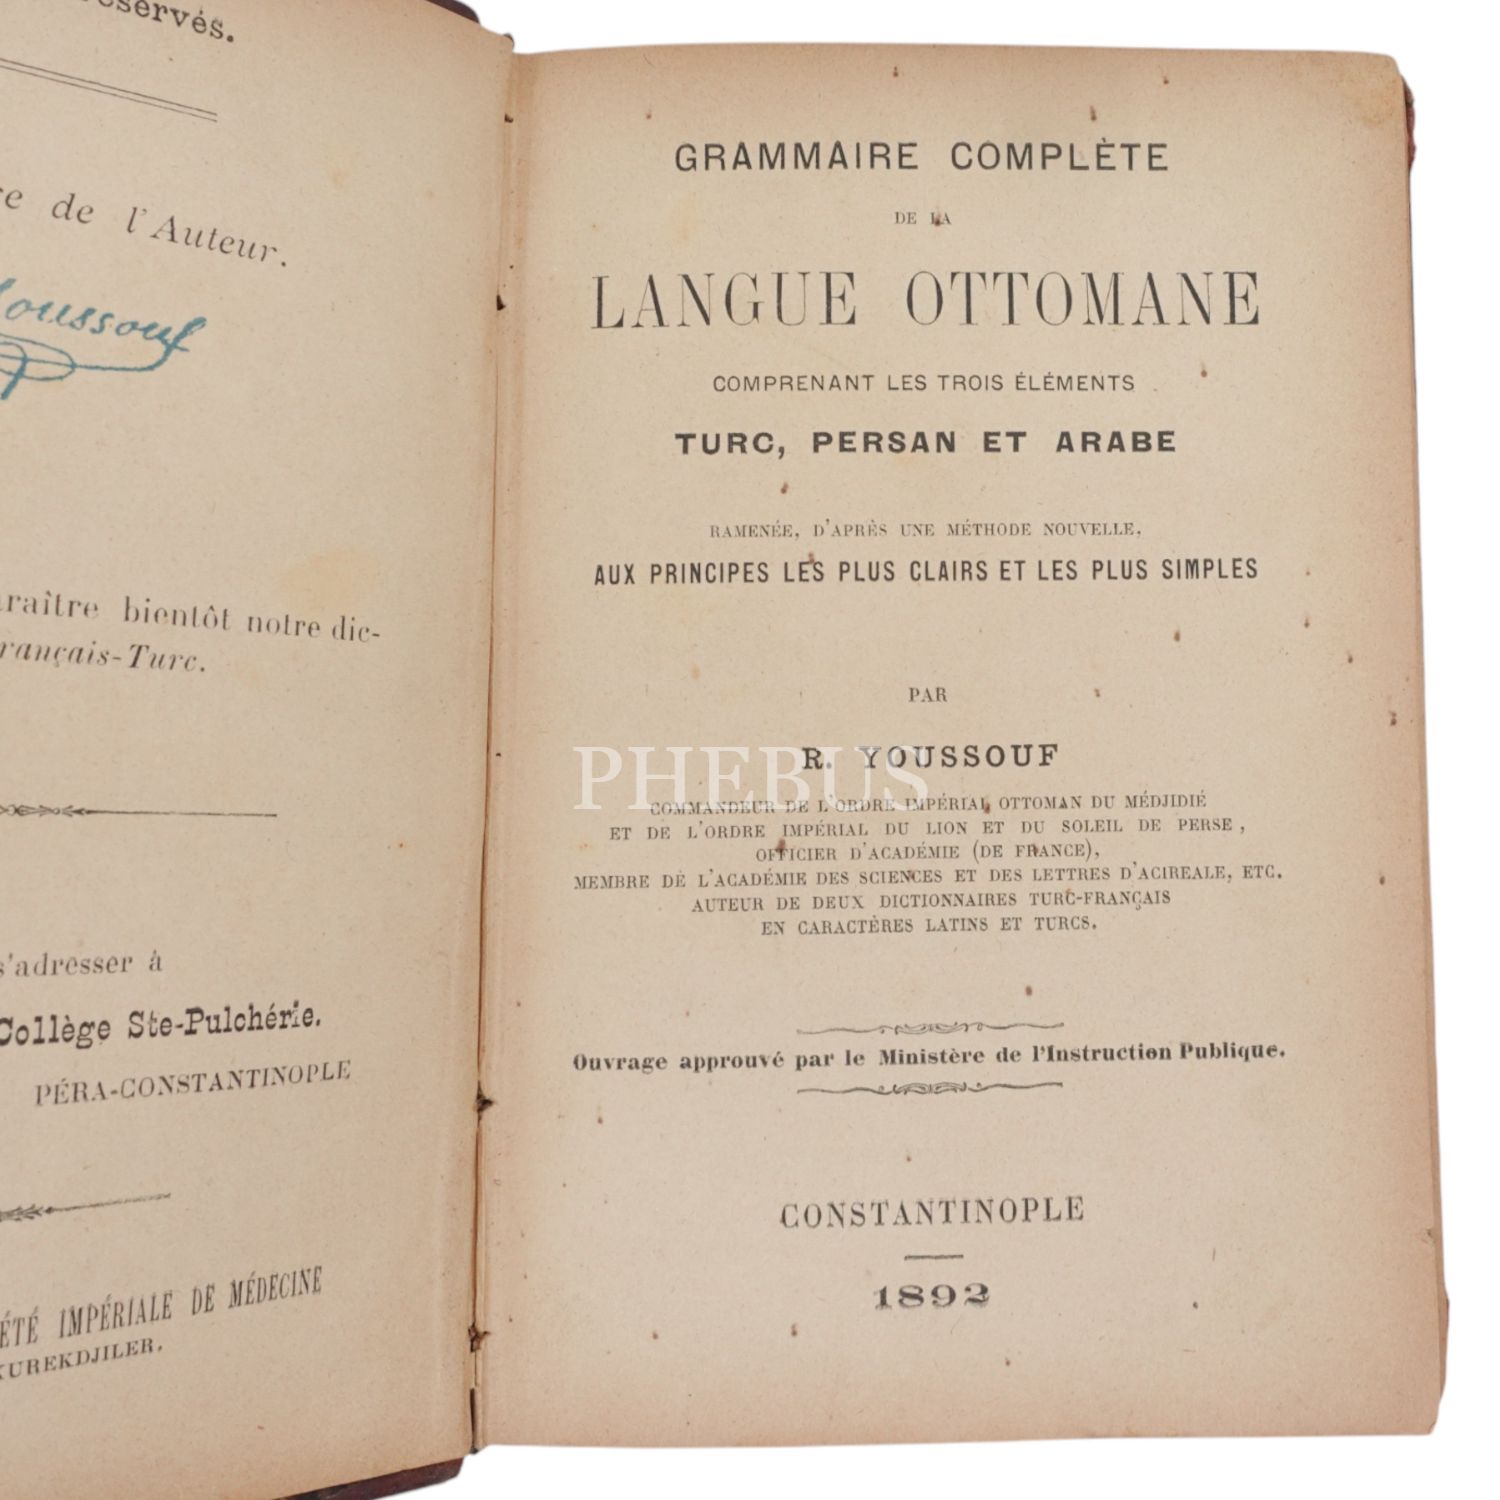 réservés.
de l'Auteur.
Youssouf
bientôt notre dic-
Français-Turc.
s'adresser à
Collège Ste-Pulchérie.
PÉRA-CONSTANTINOPLE
IMPÉRIALE DE MÉDECINE
KUREKDJILER.
GRAMMAIRE COMPLÈTE
DE LA
LANGUE OTTOMANE
COMPRENANT LES TROIS ÉLÉMENTS
TURC, PERSAN ET ARABE
RAMENÉE, D'APRÈS UNE MÉTHODE NOUVELLE,
AUX PRINCIPES LES PLUS CLAIRS ET LES PLUS SIMPLES
PAR
R. YOUSSOUF
PHEBUS
COMMANDEUR DE L'ORDRE IMPÉRIAL OTTOMAN DU MÉDJIDIÉ
ET DE L'ORDRE IMPÉRIAL DU LION ET DU SOLEIL DE PERSE,
OFFICIER D'ACADÉMIE (DE FRANCE),
MEMBRE DE L'ACADÉMIE DES SCIENCES ET DES LETTRES D'ACIREALE, ETC.
AUTEUR DE DEUX DICTIONNAIRES TURC-FRANÇAIS
EN CARACTÈRES LATINS ET TURCS.
Ouvrage approuvé par le Ministère de l'Instruction Publique.
CONSTANTINOPLE
1892